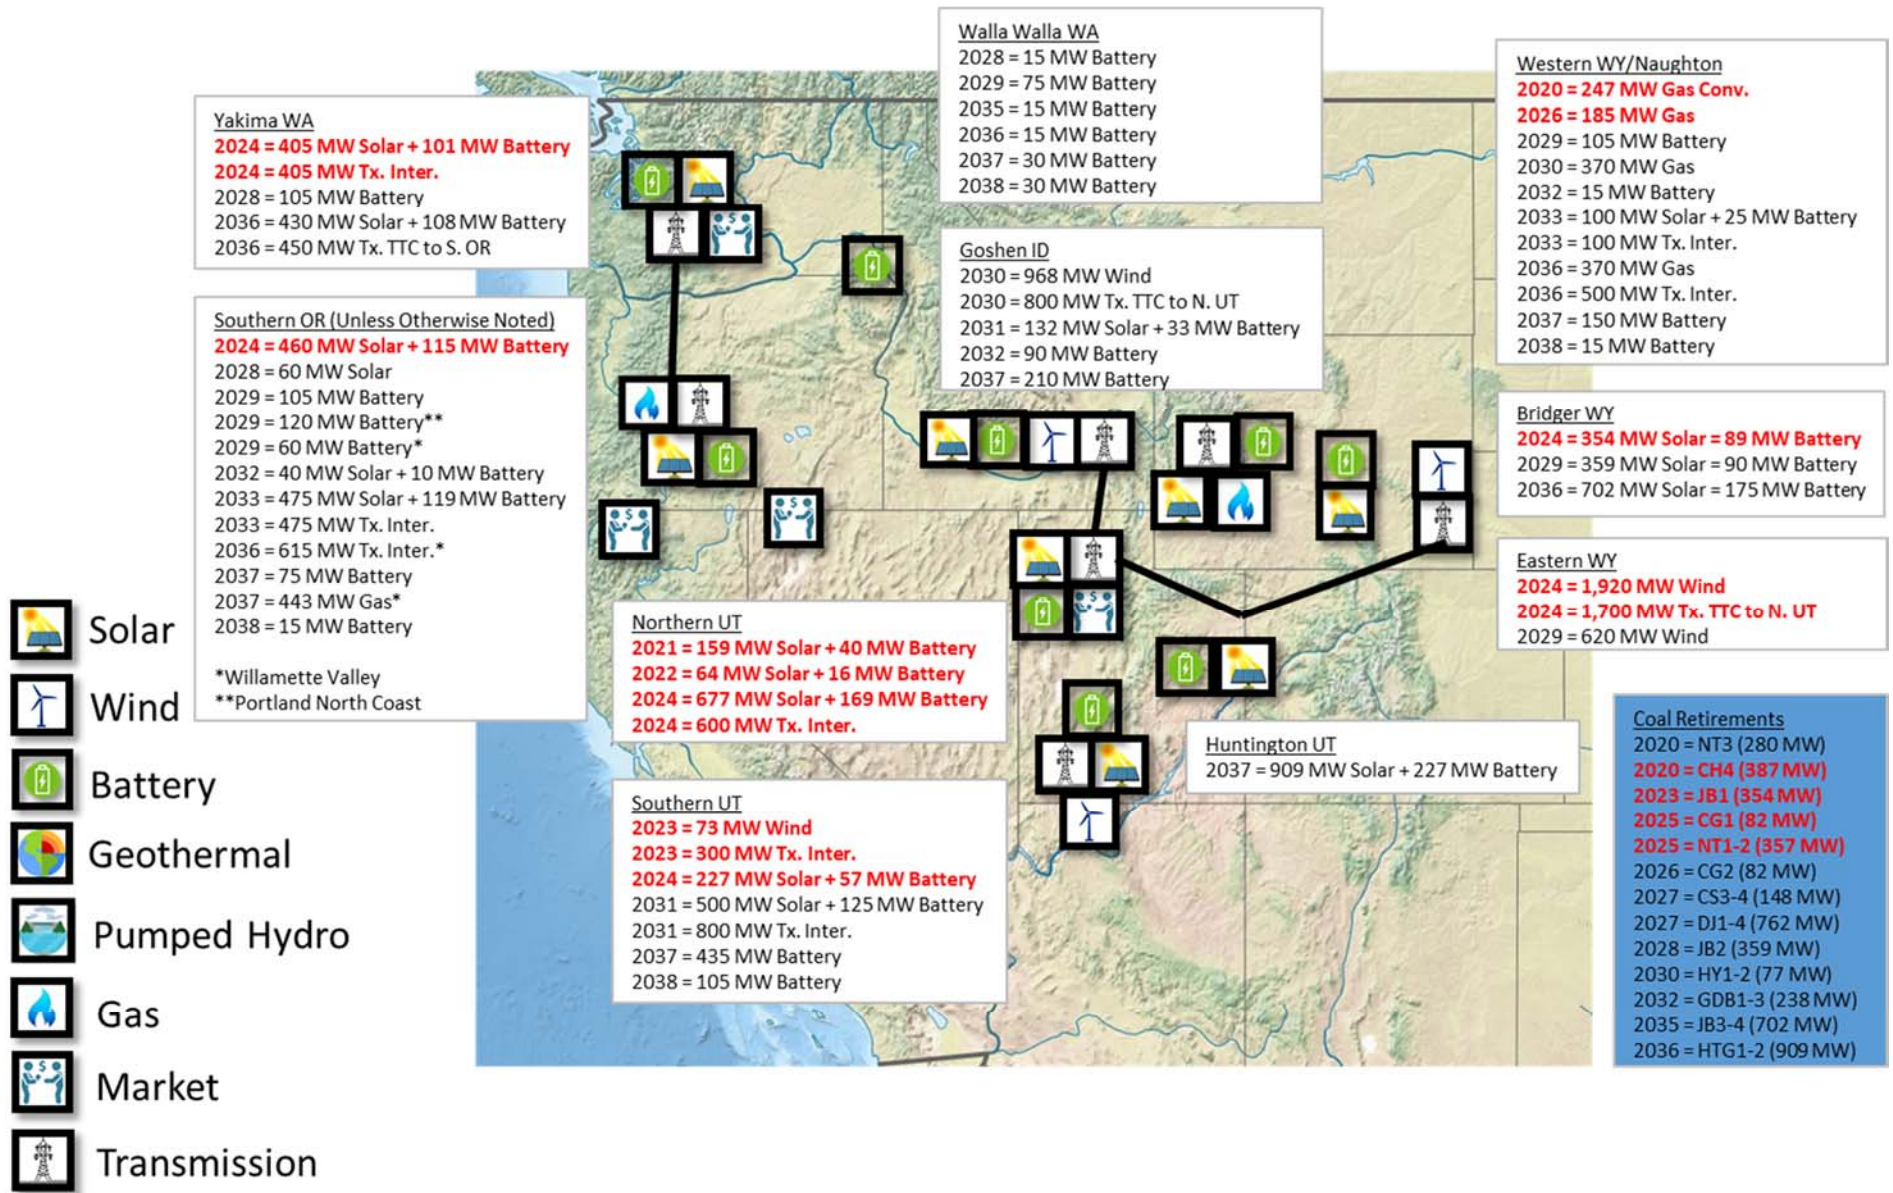 Walla Walla WA
2028 = 15 MW Battery
2029 = 75 MW Battery
2035 = 15 MW Battery
2036 = 15 MW Battery
2037 = 30 MW Battery
2038 = 30 MW Battery
Western WY/Naughton
2020 = 247 MW Gas Conv.
2026 = 185 MW Gas
2029 = 105 MW Battery
2030 = 370 MW Gas
2032 = 15 MW Battery
2033 = 100 MW Solar + 25 MW Battery
2033 = 100 MW Tx. Inter.
2036 = 370 MW Gas
2036 = 500 MW Tx. Inter.
2037 = 150 MW Battery
2038 = 15 MW Battery
Yakima WA
2024 = 405 MW Solar + 101 MW Battery
2024 = 405 MW Tx. Inter.
2028 = 105 MW Battery
2036 = 430 MW Solar + 108 MW Battery
2036 = 450 MW Tx. TTC to S. OR
Goshen ID
2030 = 968 MW Wind
2030 = 800 MW Tx. TTC to N. UT
2031 = 132 MW Solar + 33 MW Battery
2032 = 90 MW Battery
2037 = 210 MW Battery
Southern OR (Unless Otherwise Noted)
2024 = 460 MW Solar + 115 MW Battery
2028 = 60 MW Solar
2029 = 105 MW Battery
2029 = 120 MW Battery**
2029 = 60 MW Battery*
2032 = 40 MW Solar + 10 MW Battery
2033 = 475 MW Solar + 119 MW Battery
2033 = 475 MW Tx. Inter.
2036 = 615 MW Tx. Inter.*
2037 = 75 MW Battery
2037 = 443 MW Gas*
2038 = 15 MW Battery
*Willamette Valley
**Portland North Coast
Bridger WY
2024 = 354 MW Solar = 89 MW Battery
2029 = 359 MW Solar = 90 MW Battery
2036 = 702 MW Solar = 175 MW Battery
Eastern WY
2024 = 1,920 MW Wind
2024 = 1,700 MW Tx. TTC to N. UT
2029 = 620 MW Wind
Northern UT
2021 = 159 MW Solar + 40 MW Battery
2022 = 64 MW Solar + 16 MW Battery
2024 = 677 MW Solar + 169 MW Battery
2024 = 600 MW Tx. Inter.
Huntington UT
2037 = 909 MW Solar + 227 MW Battery
Southern UT
2023 = 73 MW Wind
2023 = 300 MW Tx. Inter.
2024 = 227 MW Solar + 57 MW Battery
2031 = 500 MW Solar + 125 MW Battery
2031 = 800 MW Tx. Inter.
2037 = 435 MW Battery
2038 = 105 MW Battery
Coal Retirements
2020 = NT3 (280 MW)
2020 = CH4 (387 MW)
2023 = JB1 (354 MW)
2025 = CG1 (82 MW)
2025 = NT1-2 (357 MW)
2026 = CG2 (82 MW)
2027 = CS3-4 (148 MW)
2027 = DJ1-4 (762 MW)
2028 = JB2 (359 MW)
2030 = HY1-2 (77 MW)
2032 = GDB1-3 (238 MW)
2035 = JB3-4 (702 MW)
2036 = HTG1-2 (909 MW)
Solar
Wind
Battery
Geothermal
Pumped Hydro
Gas
Market
Transmission